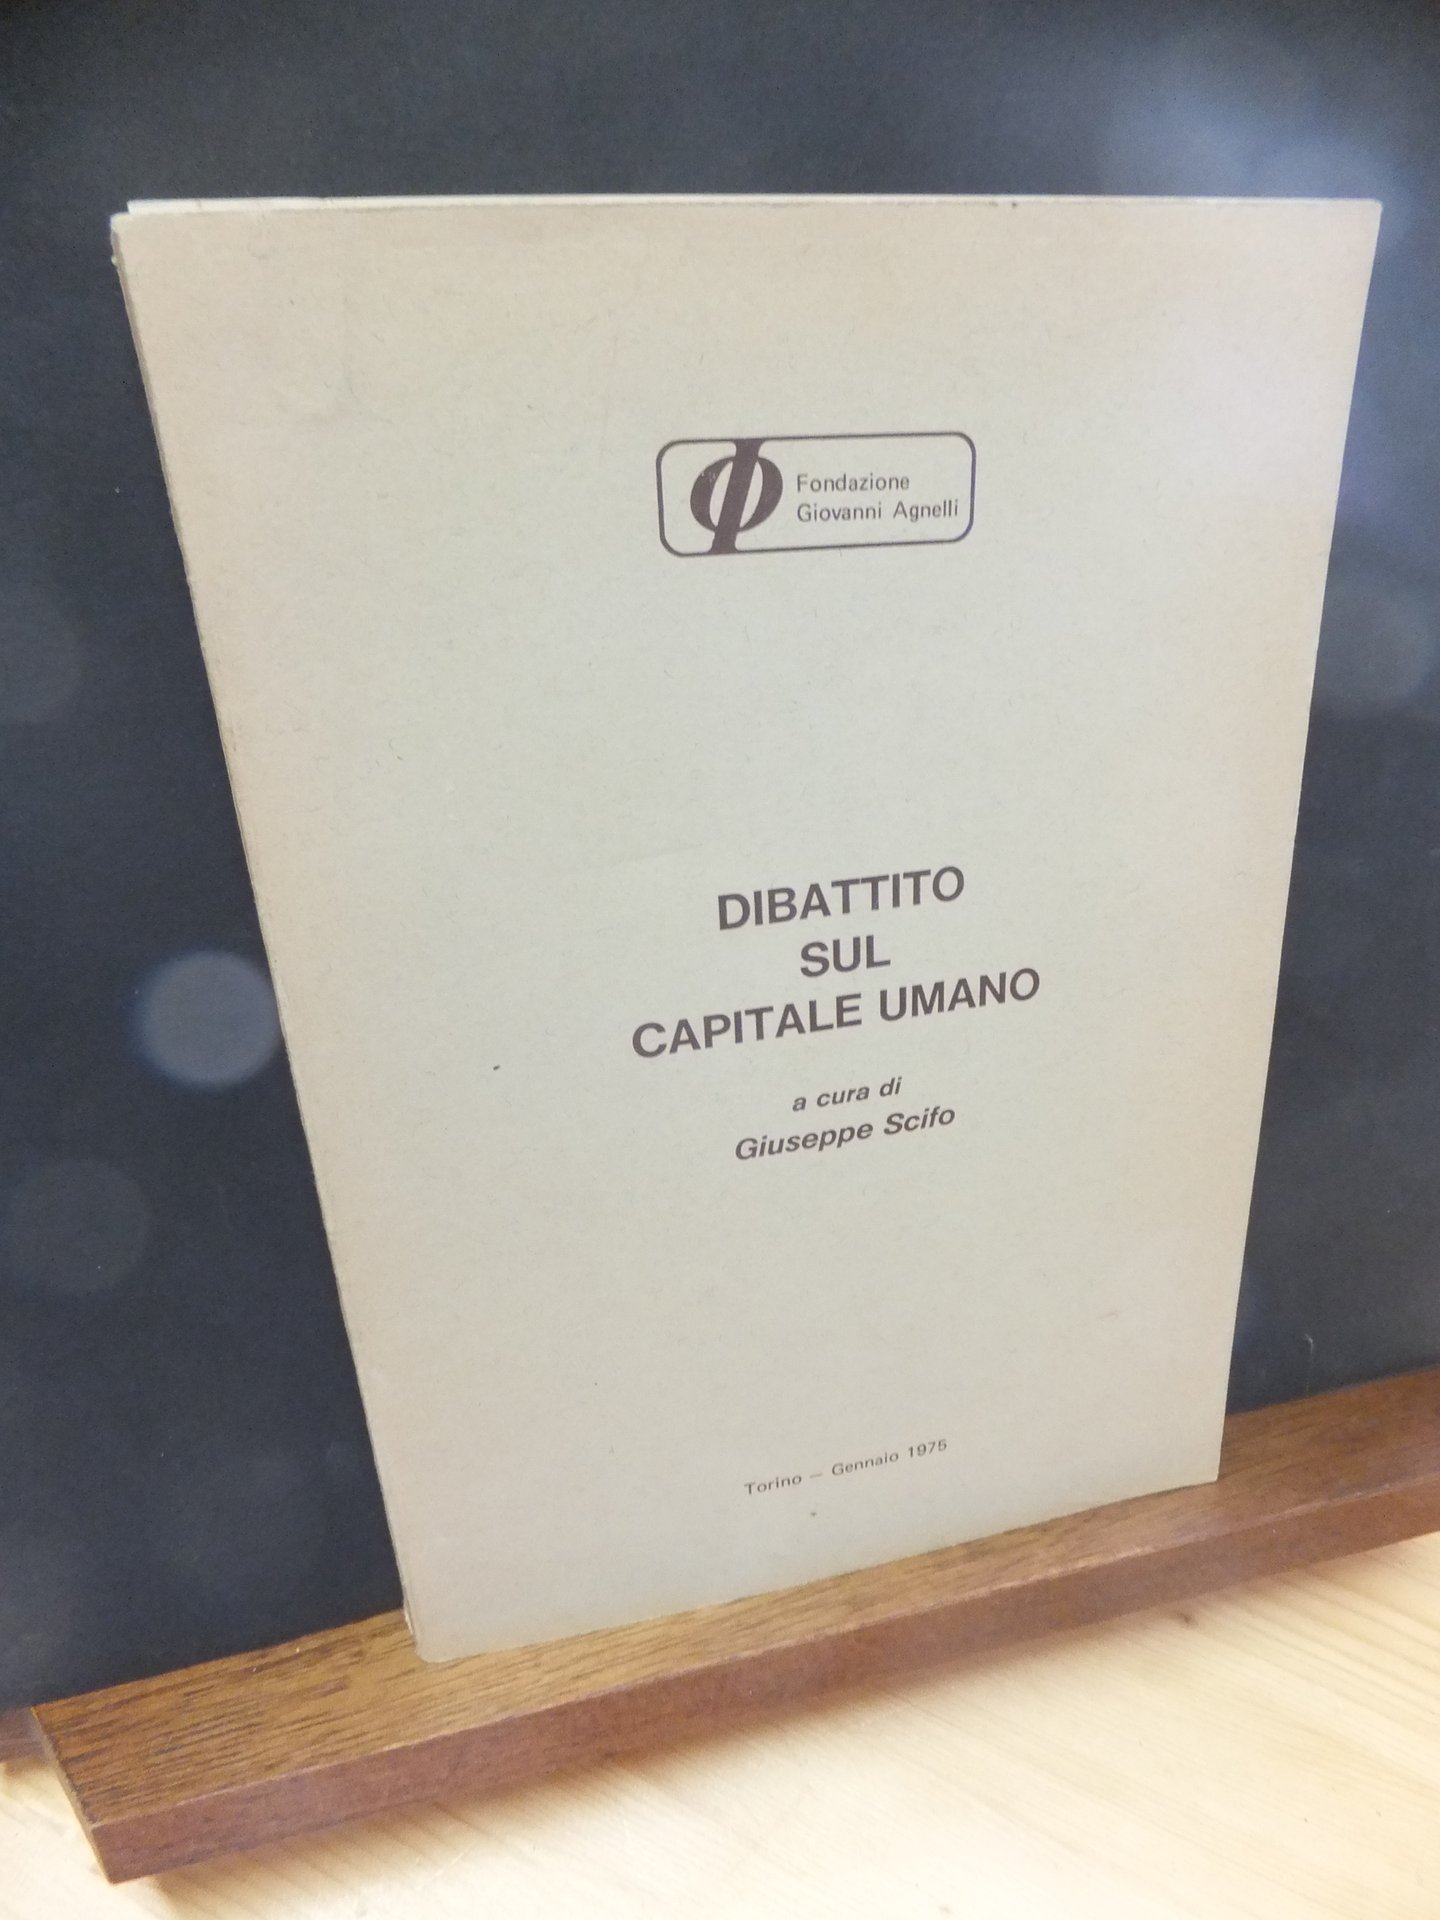 Fondazione
Giovanni Agnelli
DIBATTITO
SUL
CAPITALE UMANO
a cura di
Giuseppe Scifo
Torino — Gennaio 1975